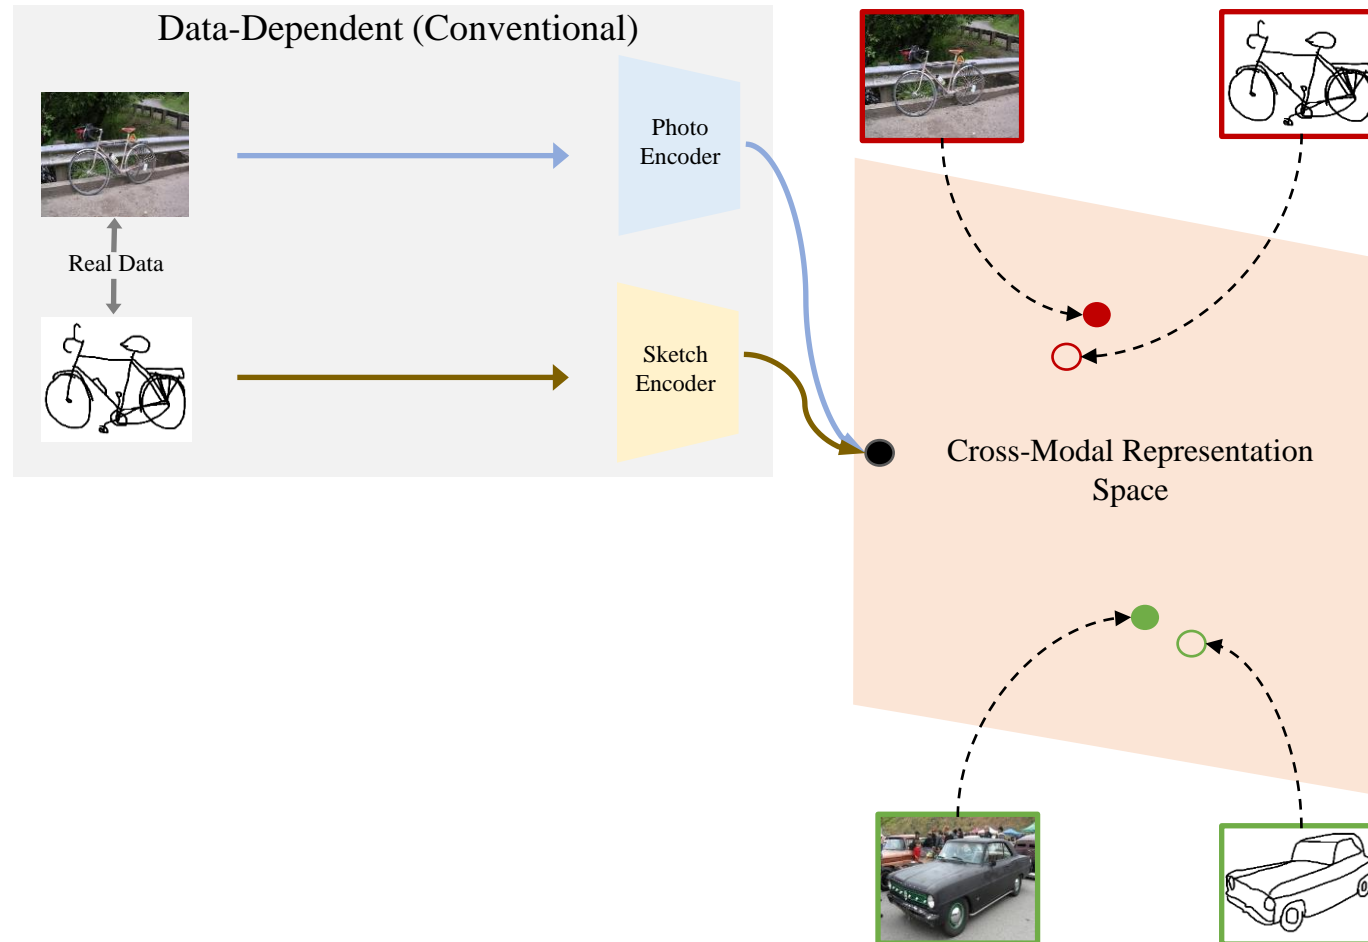 Data-Dependent (Conventional)
Photo
Encoder
Real Data
Sketch
Encoder
Cross-Modal Representation
Space